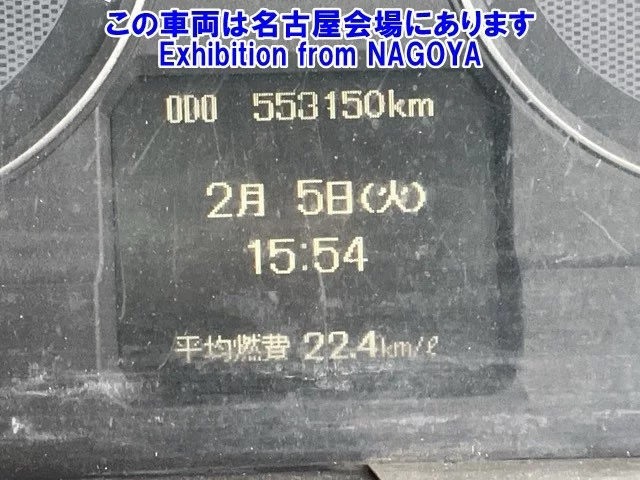 この車両は名古屋会場にあります
Exhibition from NAGOYA
ODO 553150km
2月 5日(火)
15:54
平均燃費 22.4km/ℓ